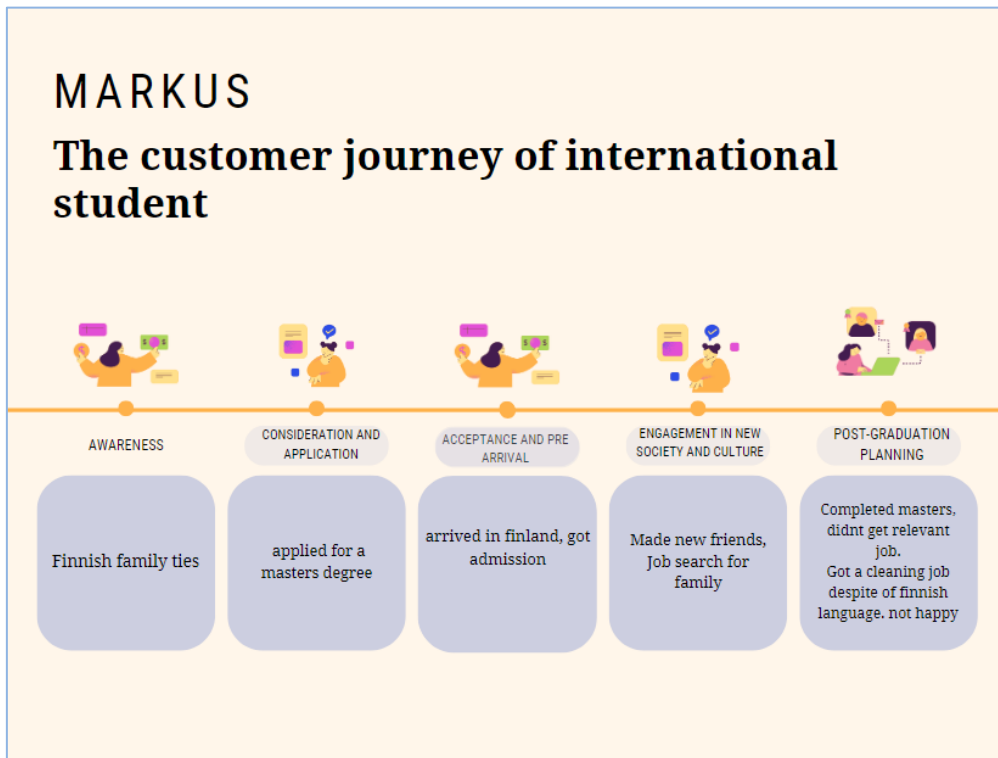 MARKUS
The customer journey of international
student
AWARENESS
Finnish family ties
CONSIDERATION AND
APPLICATION
applied for a
masters degree
ACCEPTANCE AND PRE
ARRIVAL
arrived in finland, got
admission
ENGAGEMENT IN NEW
SOCIETY AND CULTURE
Made new friends,
Job search for
family
POST-GRADUATION
PLANNING
Completed masters,
didnt get relevant
job.
Got a cleaning job
despite of finnish
language. not happy